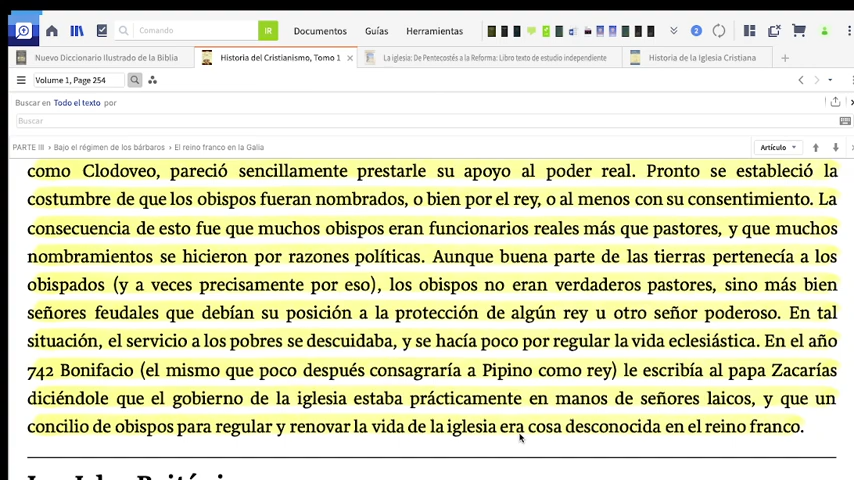 Comando
IR
Documentos
Guías
Herramientas
2
Nuevo Diccionario Ilustrado de la Biblia
Historia del Cristianismo, Tomo 1
La iglesia: De Pentecostés a la Reforma: Libro texto de estudio independiente
Historia de la Iglesia Cristiana
Volume 1, Page 254
Buscar en Todo el texto por
Buscar
PARTE III › Bajo el régimen de los bárbaros › El reino franco en la Galia
Artículo
como Clodoveo, pareció sencillamente prestarle su apoyo al poder real. Pronto se estableció la
costumbre de que los obispos fueran nombrados, o bien por el rey, o al menos con su consentimiento. La
consecuencia de esto fue que muchos obispos eran funcionarios reales más que pastores, y que muchos
nombramientos se hicieron por razones políticas. Aunque buena parte de las tierras pertenecía a los
obispados (y a veces precisamente por eso), los obispos no eran verdaderos pastores, sino más bien
señores feudales que debían su posición a la protección de algún rey u otro señor poderoso. En tal
situación, el servicio a los pobres se descuidaba, y se hacía poco por regular la vida eclesiástica. En el año
742 Bonifacio (el mismo que poco después consagraría a Pipino como rey) le escribía al papa Zacarías
diciéndole que el gobierno de la iglesia estaba prácticamente en manos de señores laicos, y que un
concilio de obispos para regular y renovar la vida de la iglesia era cosa desconocida en el reino franco.